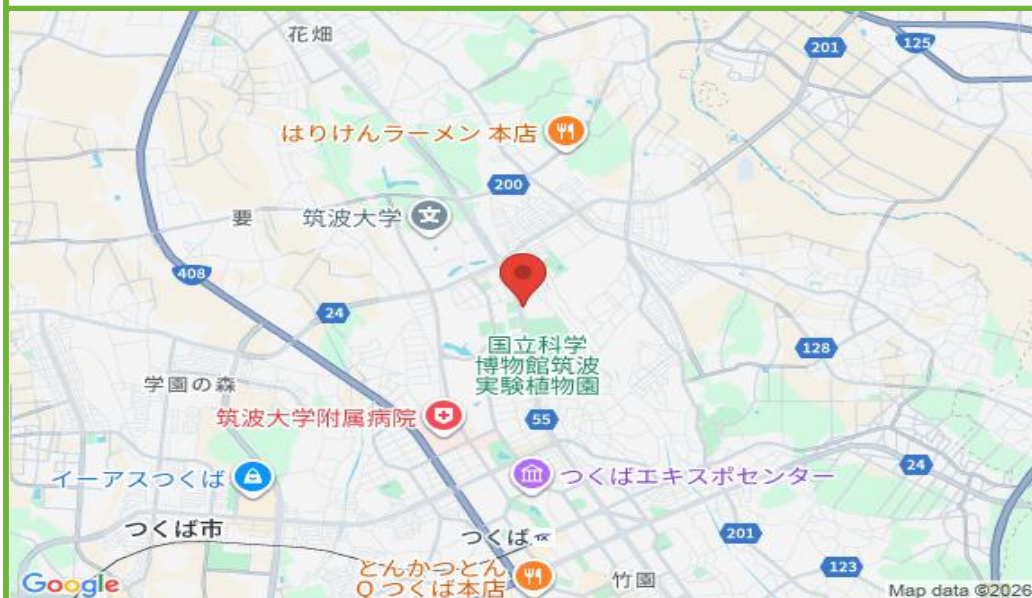 花畑
201
125
はりけんラーメン 本店
200
要
筑波大学
文
408
24
国立科学
博物館筑波
実験植物園
128
学園の森
筑波大学附属病院
55
イーアスつくば
つくばエキスポセンター
24
つくば市
つくば TX
201
とんかつとん
Q つくば本店
竹園
123
Google
Map data ©2026